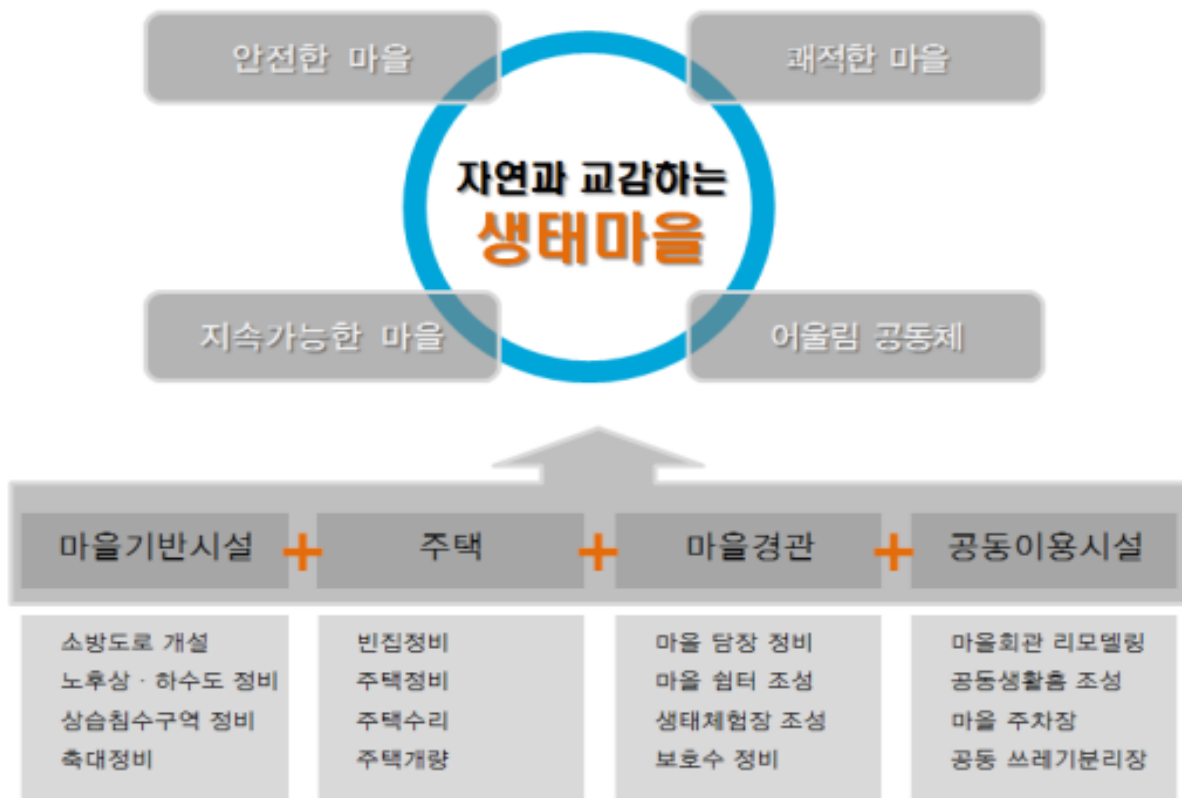 안전한 마을
쾌적한 마을
자연과 교감하는
생태마을
지속가능한 마을
어울림 공동체
마을기반시설 + 주택 + 마을경관 + 공동이용시설
소방도로 개설
노후상 · 하수도 정비
상습침수구역 정비
축대정비
빈집정비
주택정비
주택수리
주택개량
마을 담장 정비
마을 쉼터 조성
생태체험장 조성
보호수 정비
마을회관 리모델링
공동생활홈 조성
마을 주차장
공동 쓰레기분리장